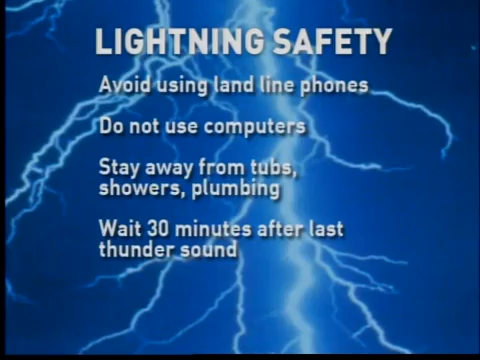 LIGHTNING SAFETY
Avoid using land line phones
Do not use computers
Stay away from tubs,
showers, plumbing
Wait 30 minutes after last
thunder sound